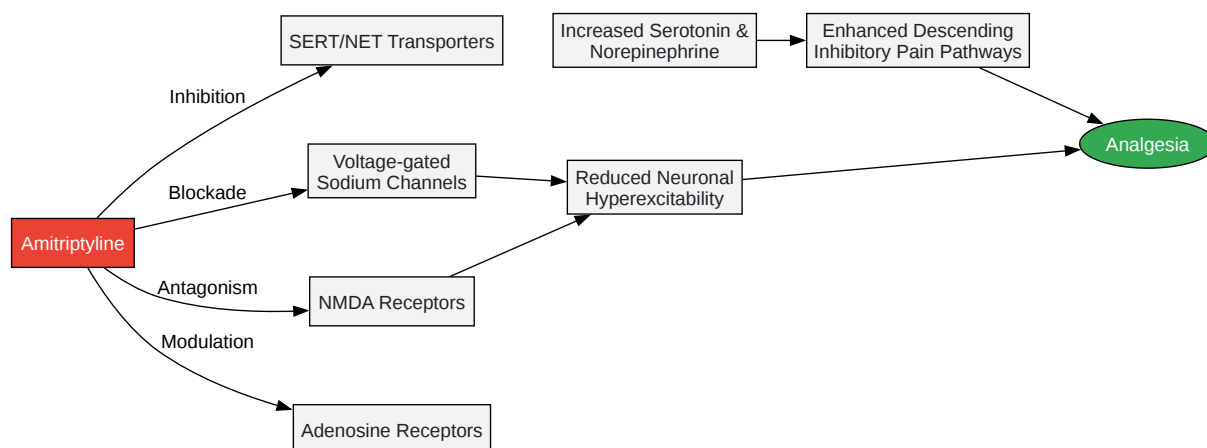 SERT/NET Transporters
Increased Serotonin &
Norepinephrine
Enhanced Descending
Inhibitory Pain Pathways
Inhibition
Analgesia
Voltage-gated
Sodium Channels
Blockade
Reduced Neuronal
Hyperexcitability
Amitriptyline
Antagonism
NMDA Receptors
Modulation
Adenosine Receptors